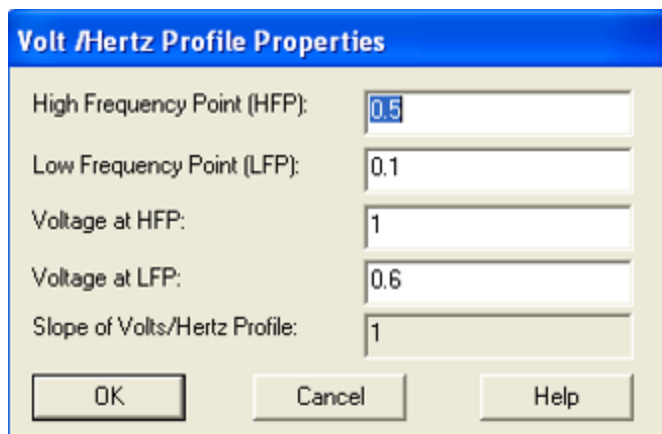 Volt /Hertz Profile Properties
High Frequency Point (HFP): 0.5
Low Frequency Point (LFP): 0.1
Voltage at HFP: 1
Voltage at LFP: 0.6
Slope of Volts/Hertz Profile: 1
OK Cancel Help